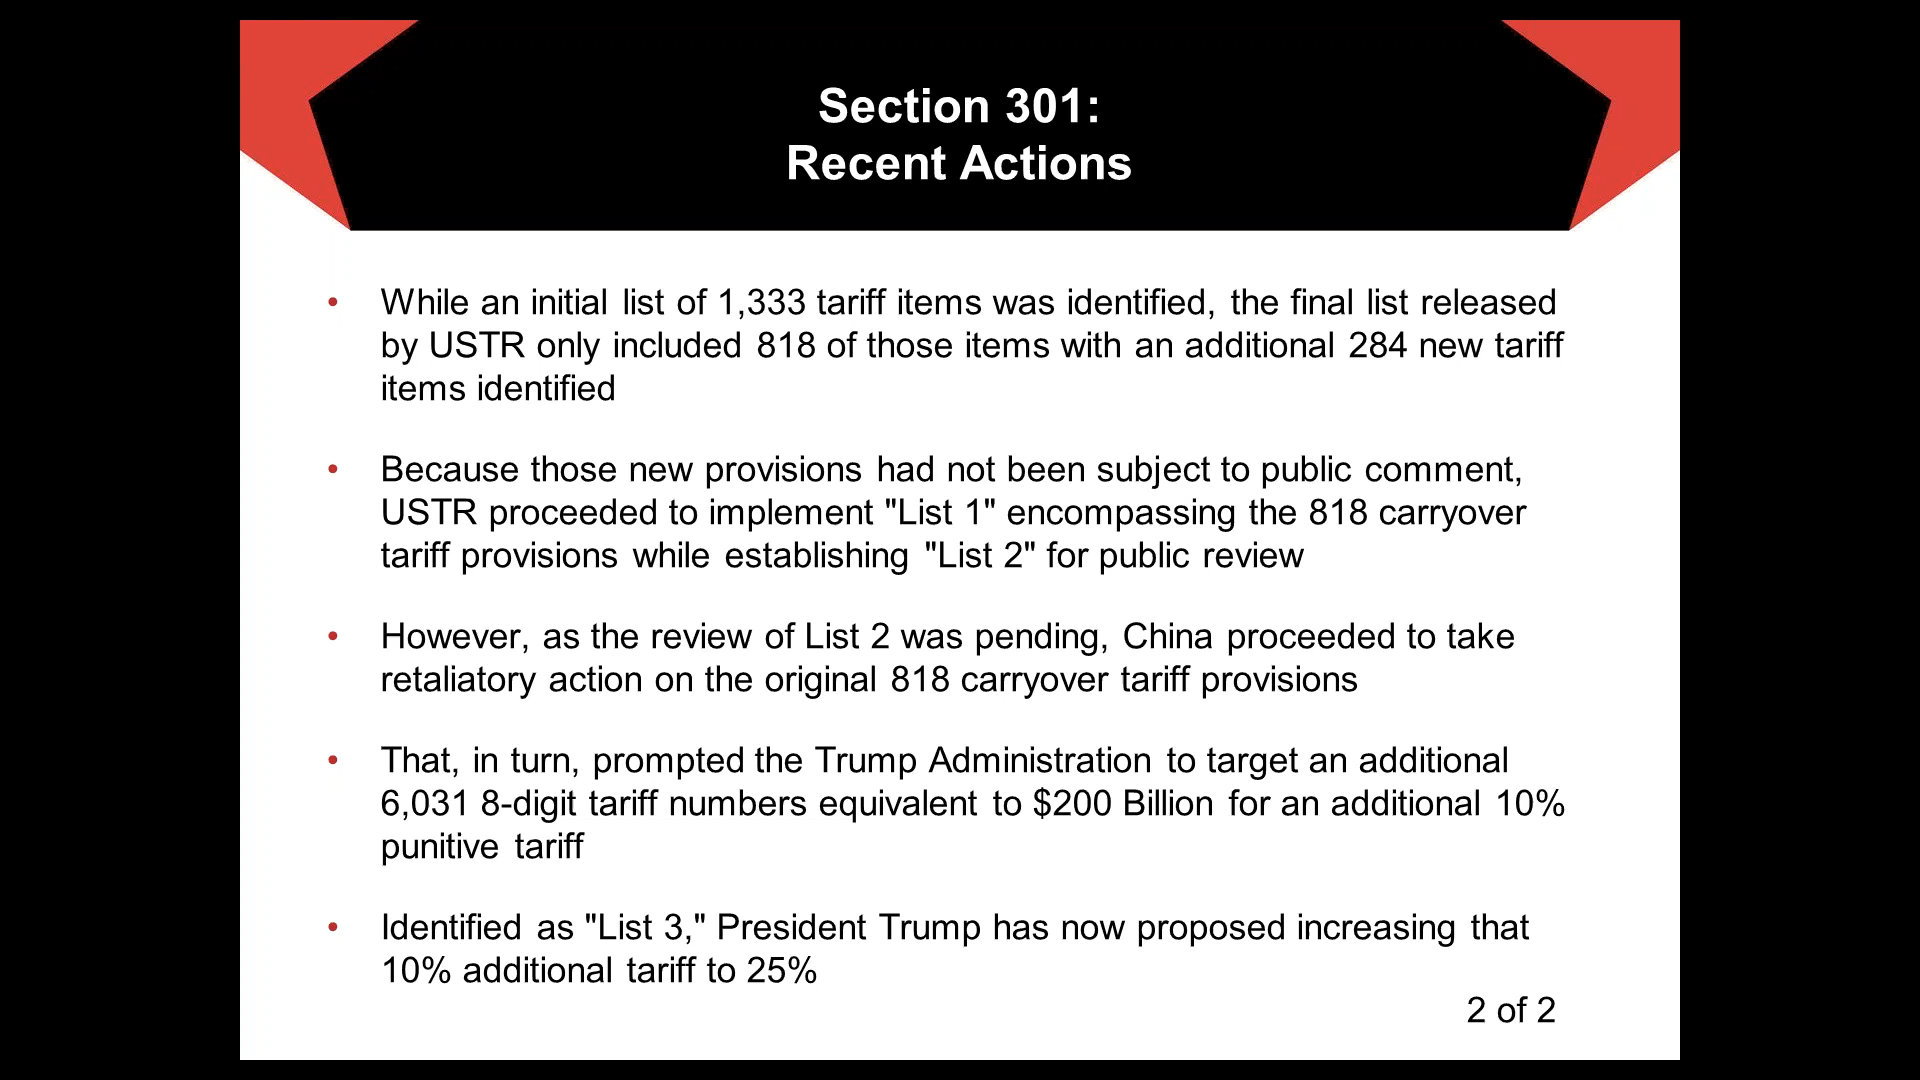 Section 301:
Recent Actions
• While an initial list of 1,333 tariff items was identified, the final list released
by USTR only included 818 of those items with an additional 284 new tariff
items identified
• Because those new provisions had not been subject to public comment,
USTR proceeded to implement "List 1" encompassing the 818 carryover
tariff provisions while establishing "List 2" for public review
• However, as the review of List 2 was pending, China proceeded to take
retaliatory action on the original 818 carryover tariff provisions
• That, in turn, prompted the Trump Administration to target an additional
6,031 8-digit tariff numbers equivalent to $200 Billion for an additional 10%
punitive tariff
• Identified as "List 3," President Trump has now proposed increasing that
10% additional tariff to 25%
2 of 2